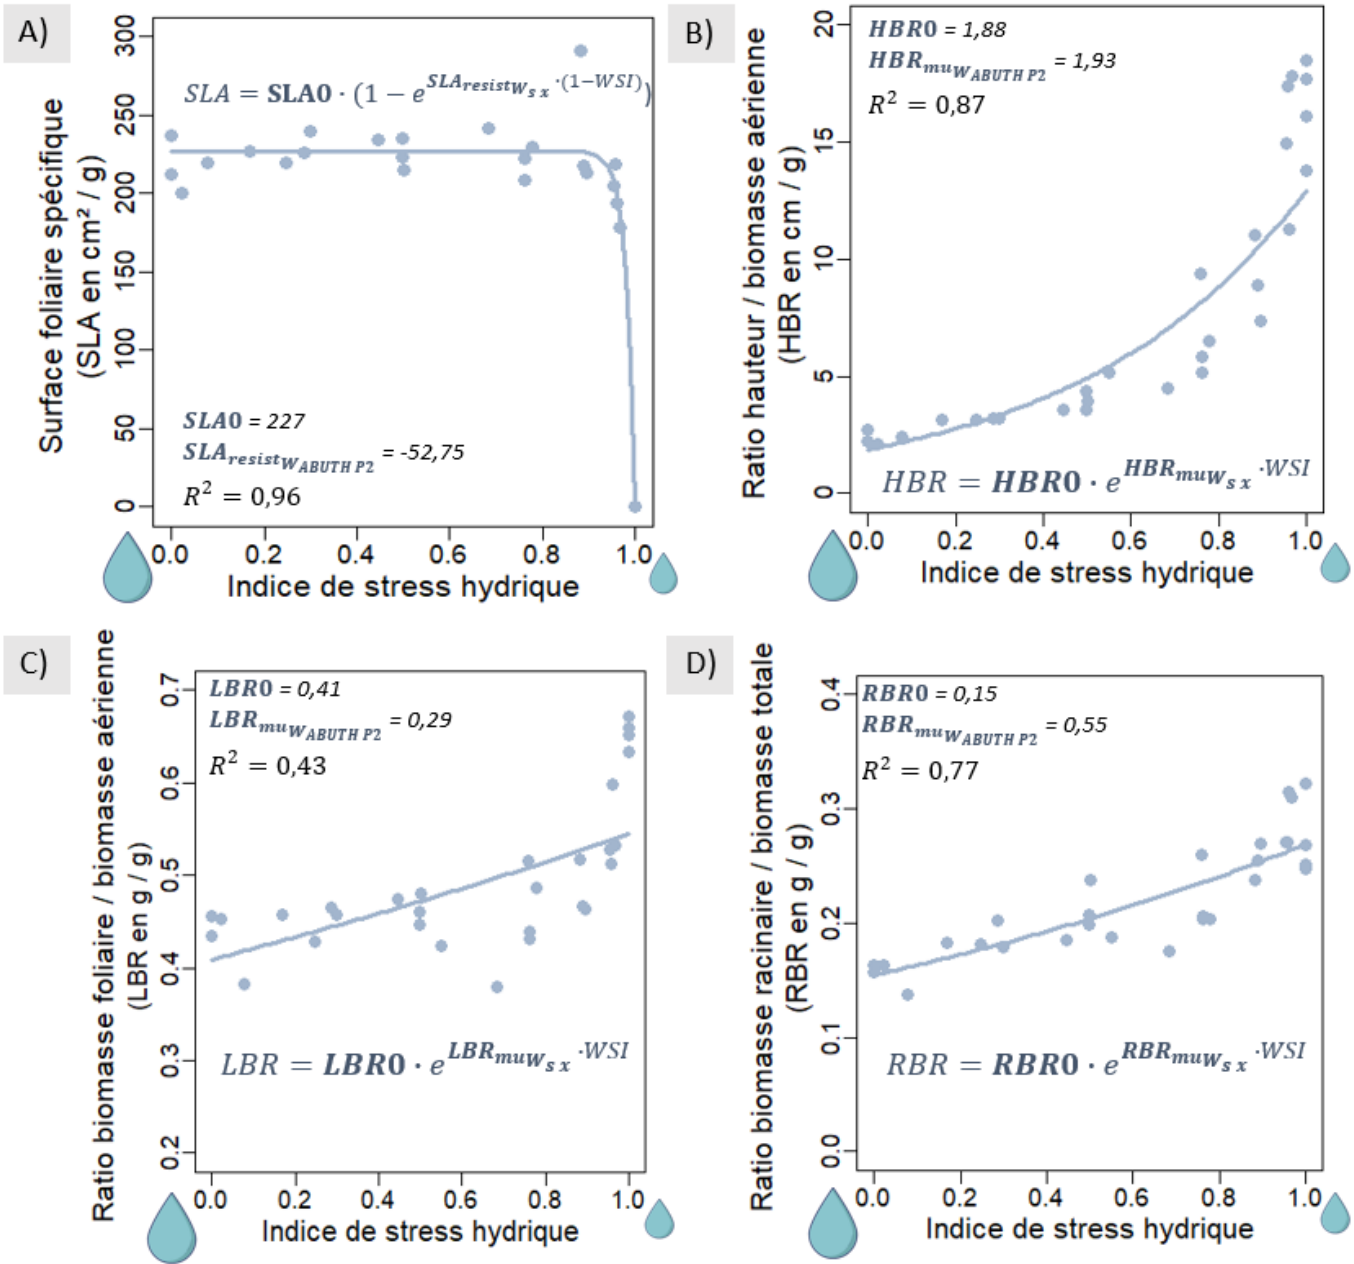 A)
Surface foliaire spécifique
(SLA en cm² / g)
300
250
200
150
100
50
0
SLA = SLA0 · (1 − e^SLA_resistW_s x ·(1−WSI))
SLA0 = 227
SLA_resistW_ABUTH P2 = -52,75
R² = 0,96
0.0 0.2 0.4 0.6 0.8 1.0
Indice de stress hydrique
B)
Ratio hauteur / biomasse aérienne
(HBR en cm / g)
20
15
10
5
0
HBR0 = 1,88
HBR_muW_ABUTH P2 = 1,93
R² = 0,87
HBR = HBR0 · e^HBR_muW_s x ·WSI
0.0 0.2 0.4 0.6 0.8 1.0
Indice de stress hydrique
C)
Ratio biomasse foliaire / biomasse aérienne
(LBR en g / g)
0.7
0.6
0.5
0.4
0.3
0.2
LBR0 = 0,41
LBR_muW_ABUTH P2 = 0,29
R² = 0,43
LBR = LBR0 · e^LBR_muW_s x ·WSI
0.0 0.2 0.4 0.6 0.8 1.0
Indice de stress hydrique
D)
Ratio biomasse racinaire / biomasse totale
(RBR en g / g)
0.4
0.3
0.2
0.1
0.0
RBR0 = 0,15
RBR_muW_ABUTH P2 = 0,55
R² = 0,77
RBR = RBR0 · e^RBR_muW_s x ·WSI
0.0 0.2 0.4 0.6 0.8 1.0
Indice de stress hydrique